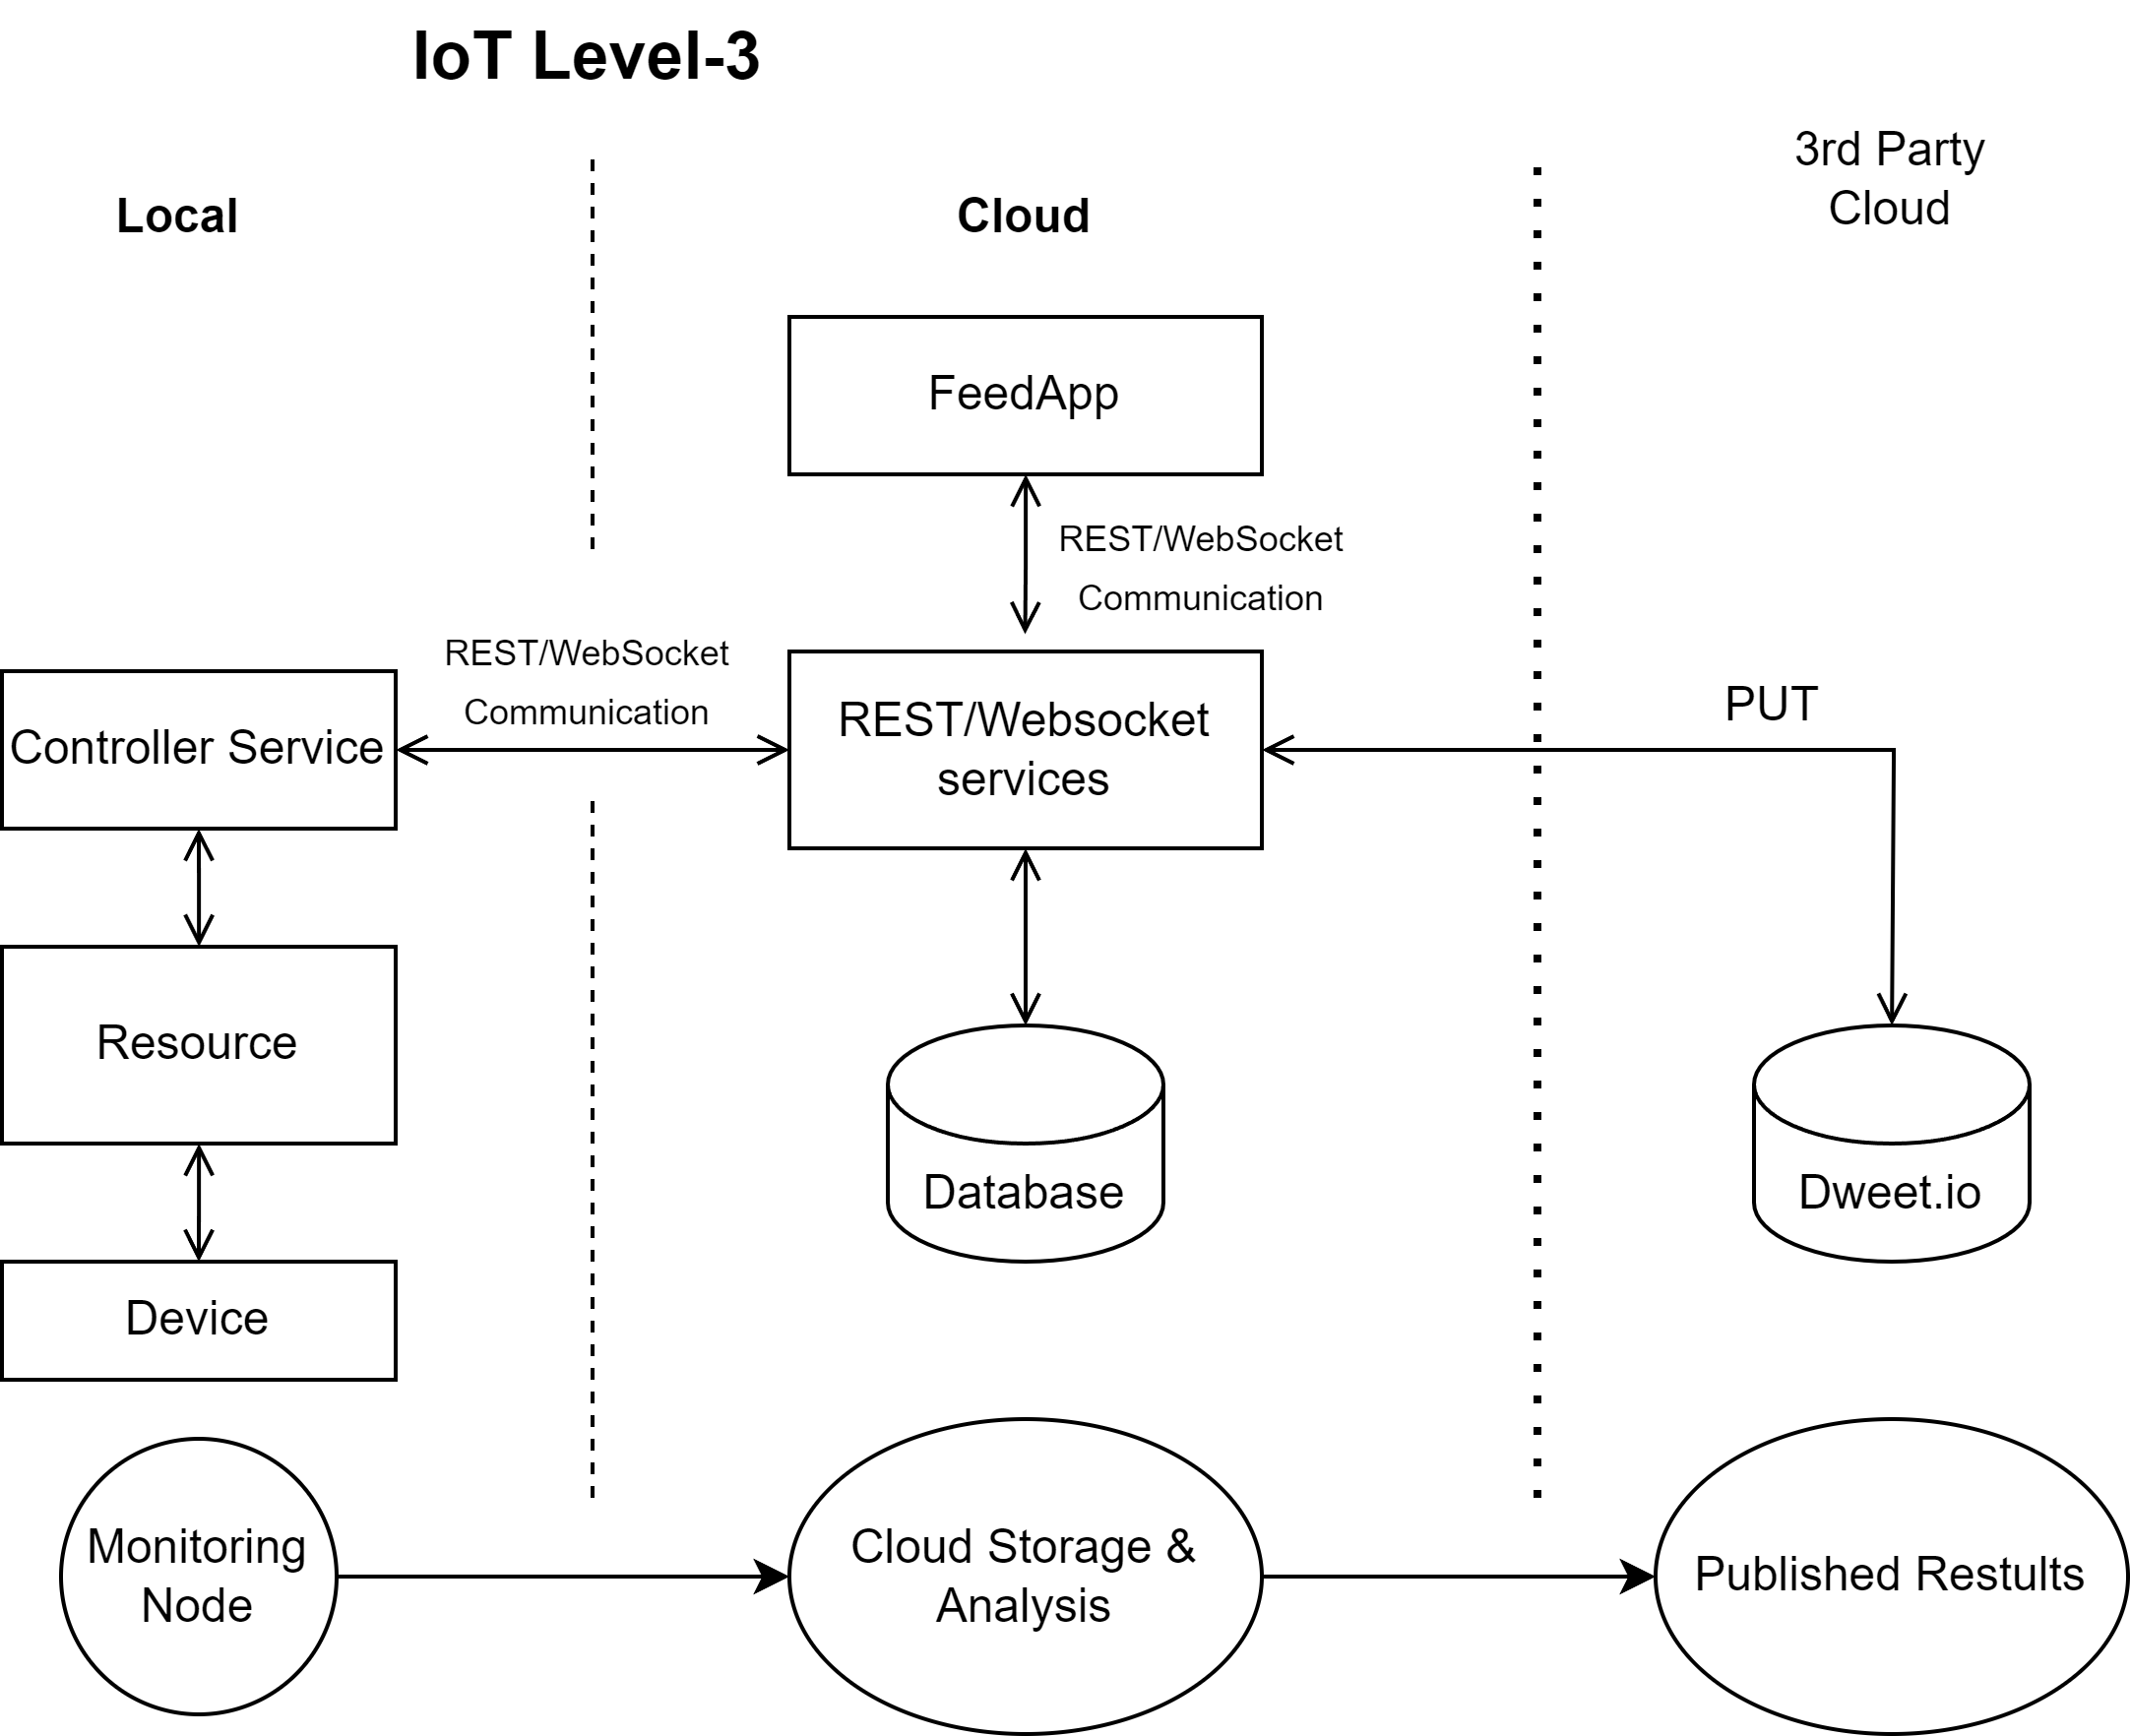 IoT Level-3
Local
Cloud
3rd Party
Cloud
FeedApp
REST/WebSocket
Communication
REST/WebSocket
Communication
Controller Service
REST/Websocket
services
PUT
Resource
Database
Dweet.io
Device
Monitoring
Node
Cloud Storage &
Analysis
Published Restults